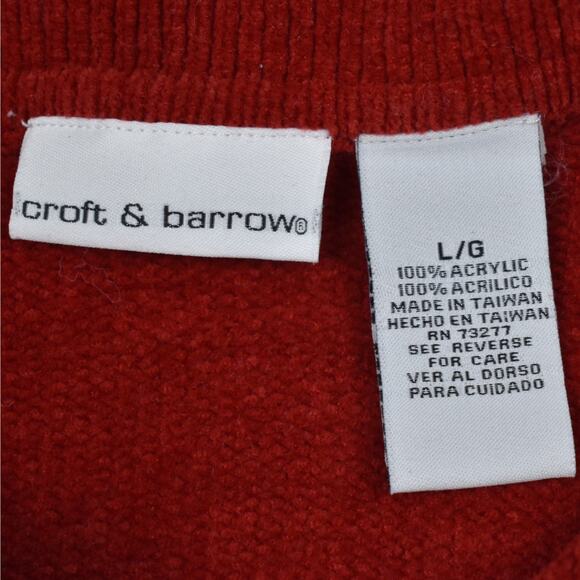 croft & barrow®
L/G
100% ACRYLIC
100% ACRILICO
MADE IN TAIWAN
HECHO EN TAIWAN
RN 73277
SEE REVERSE
FOR CARE
VER AL DORSO
PARA CUIDADO